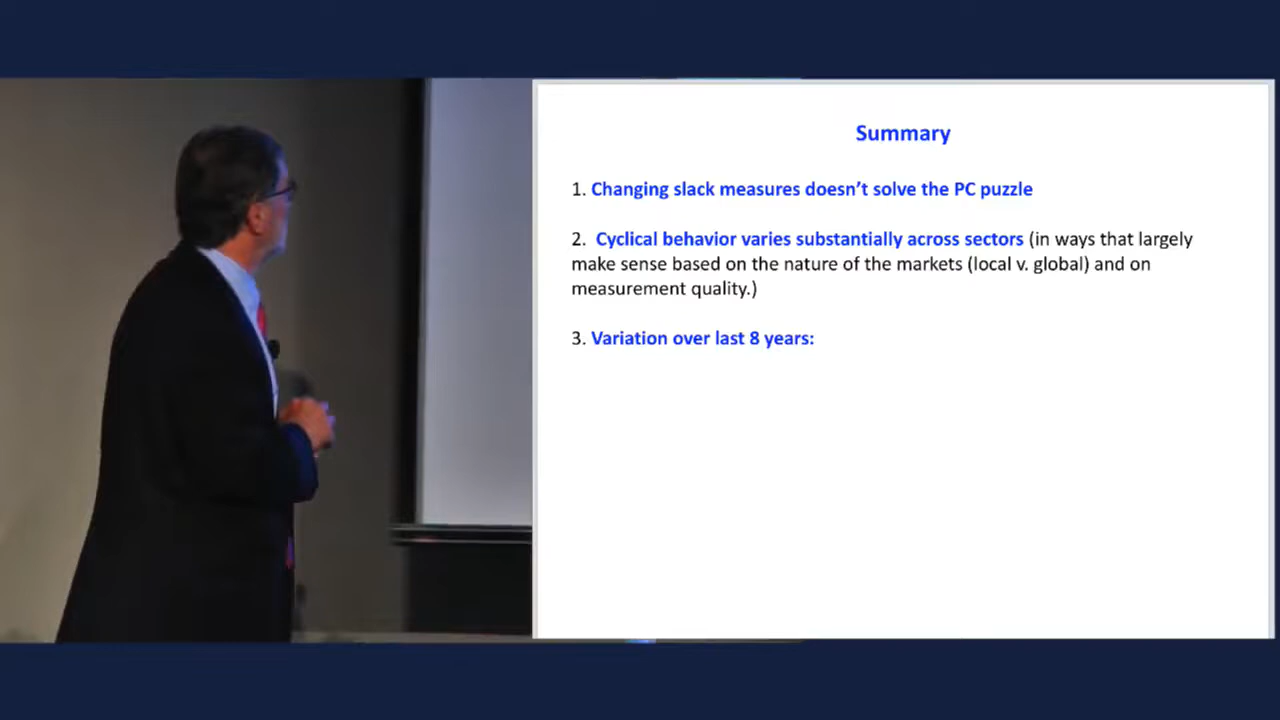 Summary
1. Changing slack measures doesn’t solve the PC puzzle
2. Cyclical behavior varies substantially across sectors (in ways that largely
make sense based on the nature of the markets (local v. global) and on
measurement quality.)
3. Variation over last 8 years: